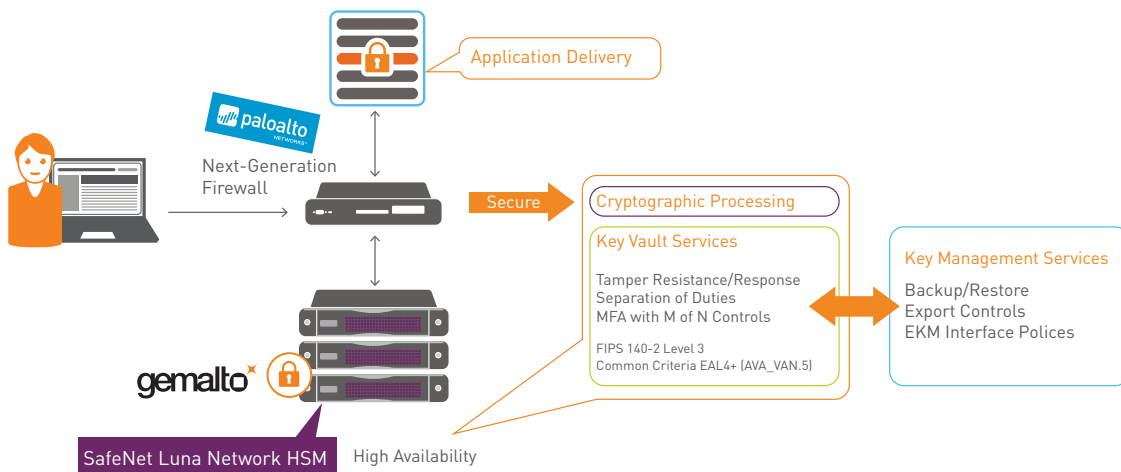 Application Delivery
paloalto
NETWORKS
Next-Generation
Firewall
Secure
Cryptographic Processing
Key Vault Services
Tamper Resistance/Response
Separation of Duties
MFA with M of N Controls
FIPS 140-2 Level 3
Common Criteria EAL4+ (AVA_VAN.5)
Key Management Services
Backup/Restore
Export Controls
EKM Interface Polices
gemalto
SafeNet Luna Network HSM
High Availability